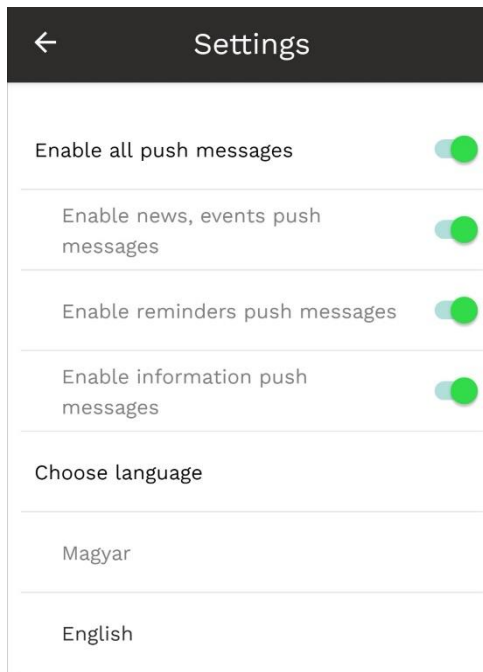 Settings
Enable all push messages
Enable news, events push
messages
Enable reminders push messages
Enable information push
messages
Choose language
Magyar
English